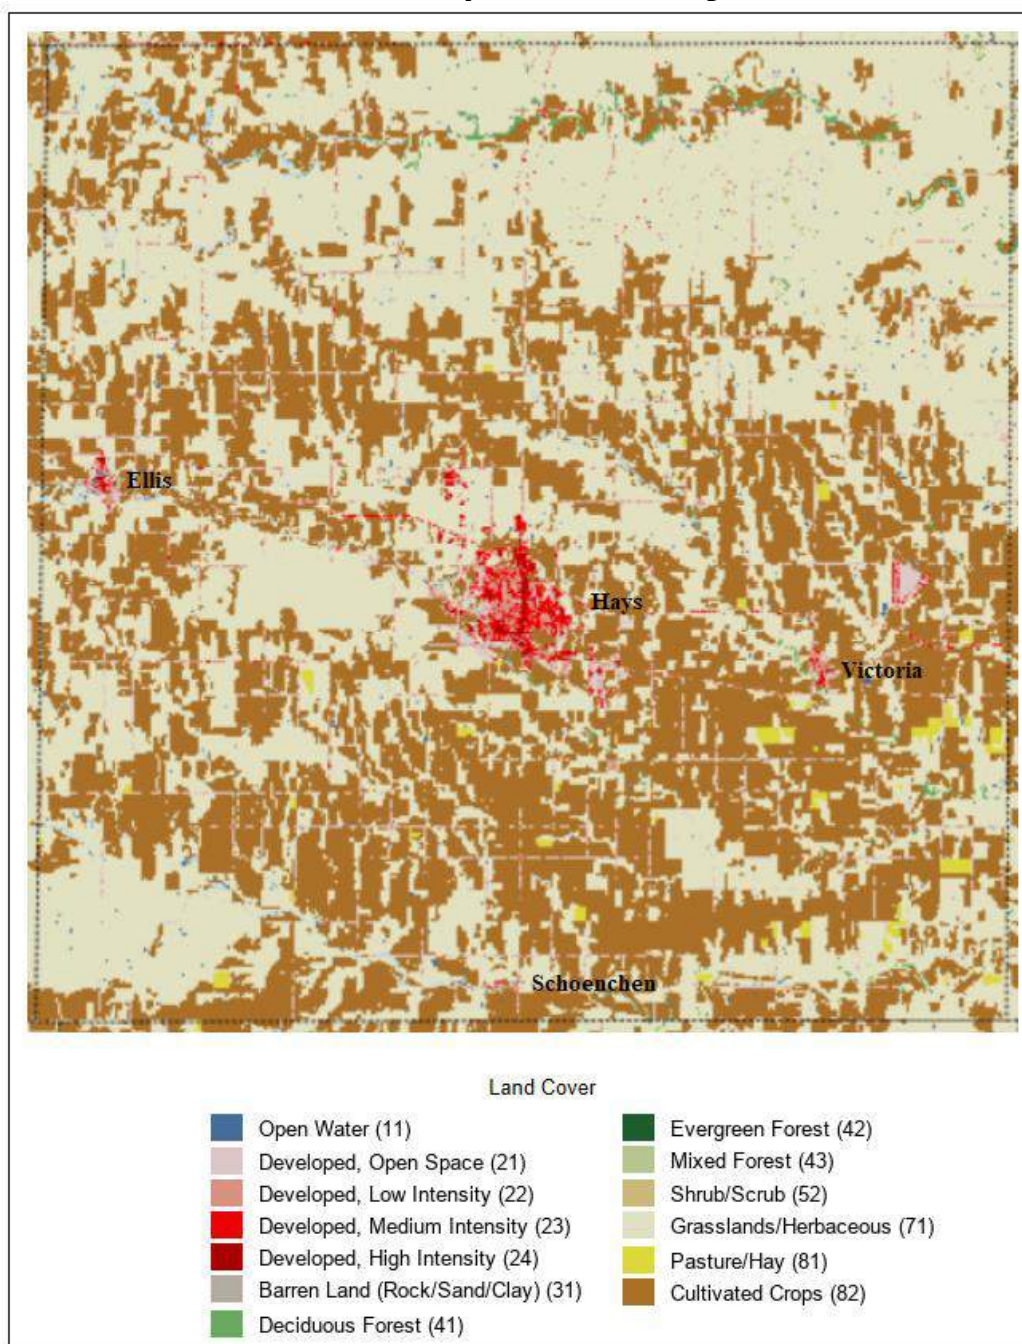 Ellis
Hays
Victoria
Schoenchen
Land Cover
Open Water (11)
Developed, Open Space (21)
Developed, Low Intensity (22)
Developed, Medium Intensity (23)
Developed, High Intensity (24)
Barren Land (Rock/Sand/Clay) (31)
Deciduous Forest (41)
Evergreen Forest (42)
Mixed Forest (43)
Shrub/Scrub (52)
Grasslands/Herbaceous (71)
Pasture/Hay (81)
Cultivated Crops (82)